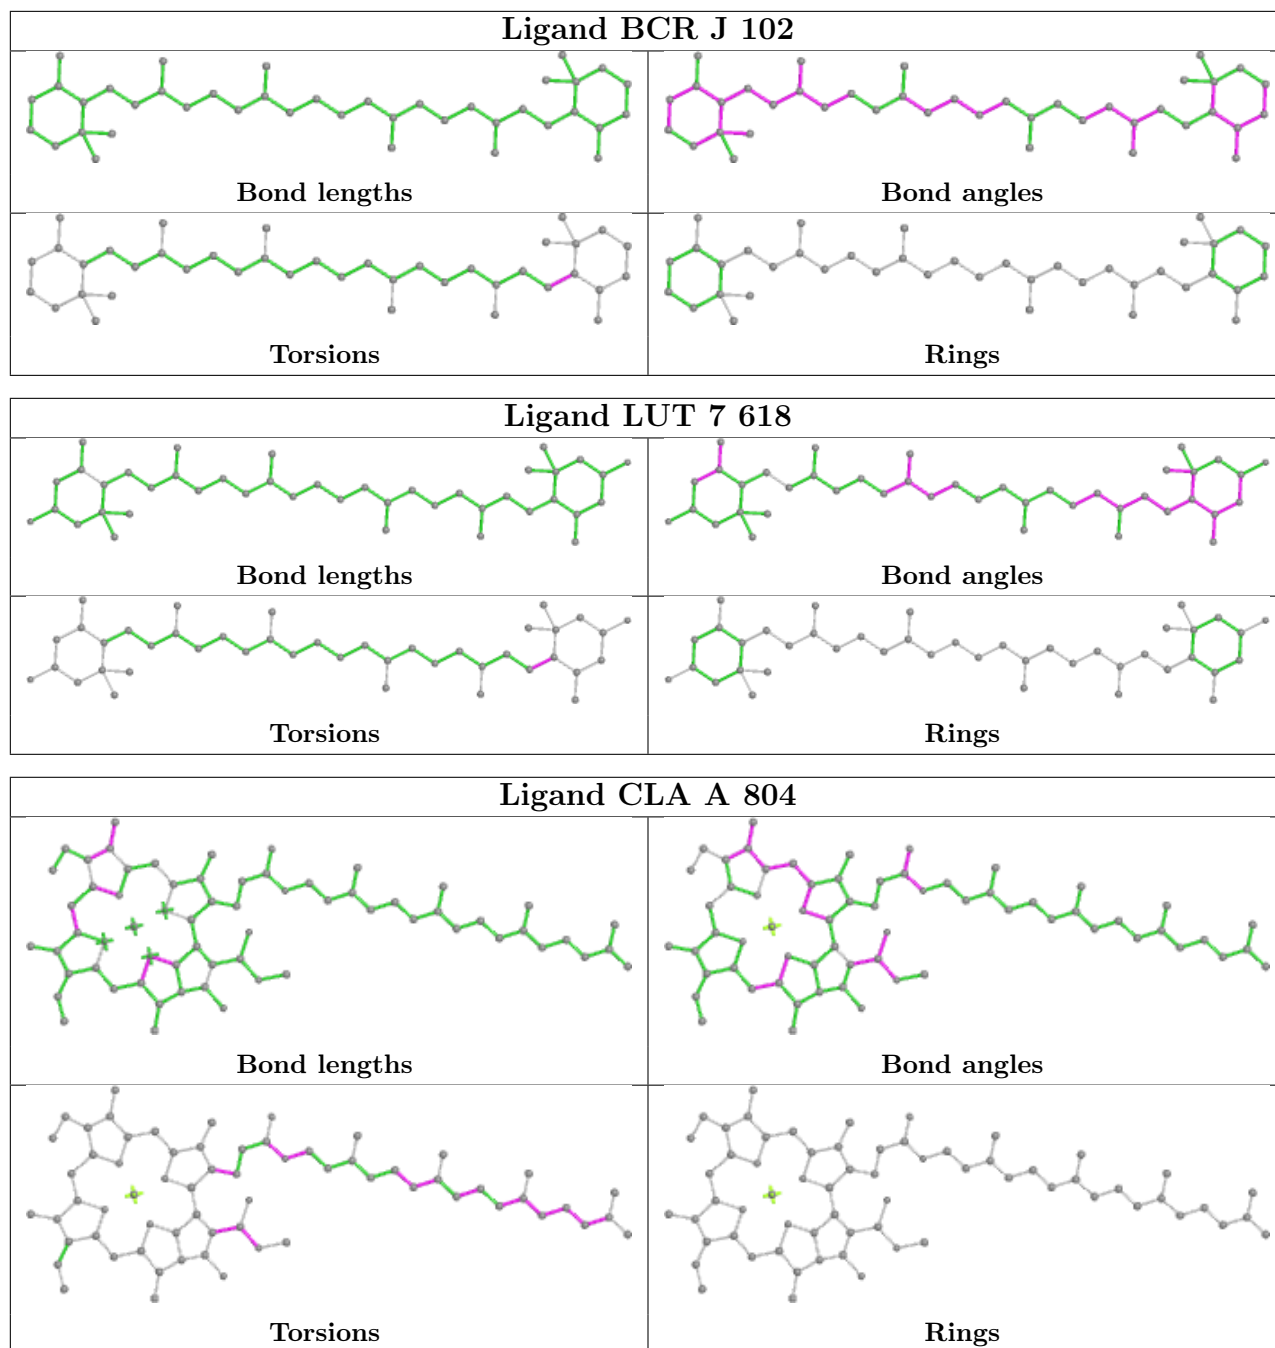 Ligand BCR J 102
Bond lengths
Bond angles
Torsions
Rings
Ligand LUT 7 618
Bond lengths
Bond angles
Torsions
Rings
Ligand CLA A 804
Bond lengths
Bond angles
Torsions
Rings